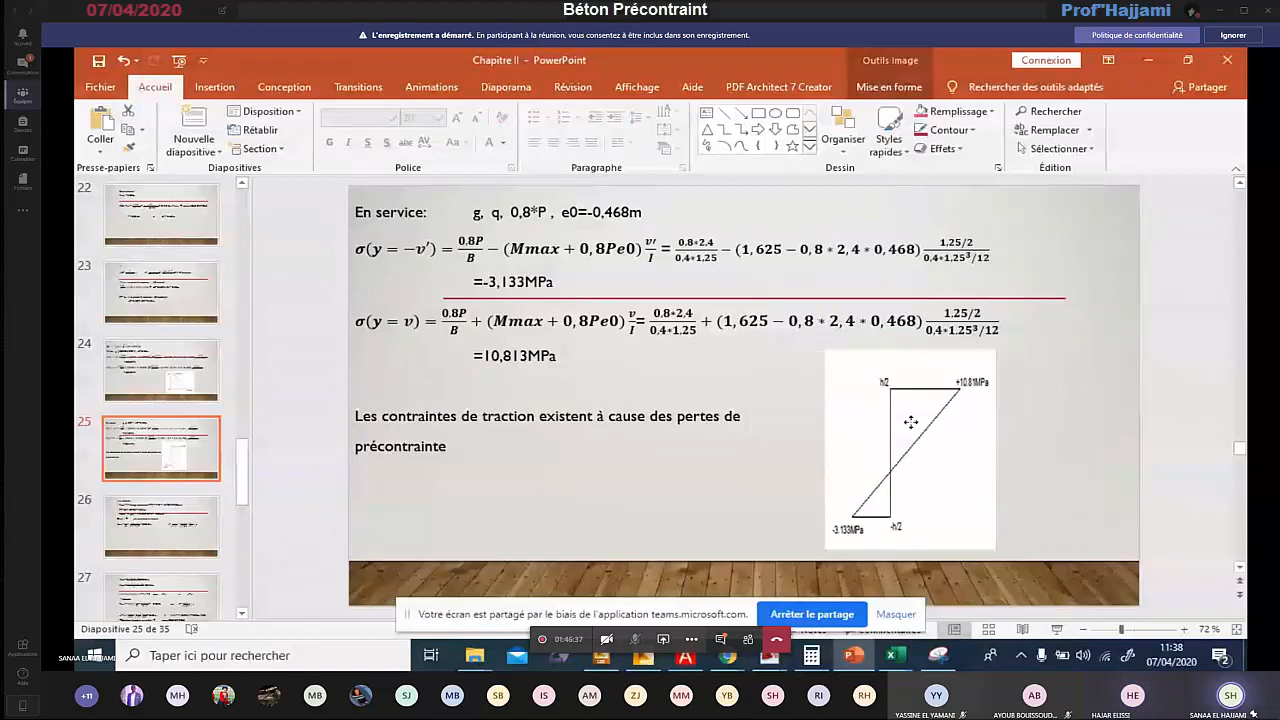 07/04/2020
Béton Précontraint
Prof"Hajjami
L'enregistrement a démarré. En participant à la réunion, vous consentez à être inclus dans son enregistrement.
Politique de confidentialité
Ignorer
Chapitre II - PowerPoint
Outils Image
Connexion
Fichier Accueil Insertion Conception Transitions Animations Diaporama Révision Affichage Aide PDF Architect 7 Creator Mise en forme Rechercher des outils adaptés Partager
Coller
Nouvelle diapositive
Disposition
Rétablir
Section
Organiser
Styles rapides
Remplissage
Contour
Effets
Rechercher
Remplacer
Sélectionner
Presse-papiers Diapositives Police Paragraphe Dessin Édition
22
23
24
25
26
27
En service: g, q, 0,8*P , e0=-0,468m
σ(y = −v′) = 0,8P/B − (Mmax + 0,8Pe0) v′/I = 0.8*2,4/0,4*1,25 − (1,625 − 0,8 * 2,4 * 0,468) 1,25/2/0,4*1,25³/12
=-3,133MPa
σ(y = v) = 0.8P/B + (Mmax + 0,8Pe0) v/I = 0.8*2,4/0,4*1,25 + (1,625 − 0,8 * 2,4 * 0,468) 1,25/2/0,4*1,25³/12
=10,813MPa
h/2 +10.81MPa
Les contraintes de traction existent à cause des pertes de
précontrainte
-3.133MPa -h/2
Votre écran est partagé par le biais de l'application teams.microsoft.com.
Arrêter le partage
Masquer
Diapositive 25 de 35
01:46:37
72 %
Taper ici pour rechercher
11:38
07/04/2020
SANAA EL HAJJAMI
+11 MH MB SJ MB SB IS AM ZJ MM YB SH RI RH YY AB HE SH
YASSINE EL YAMANI
AYOUB BOUISSOUD...
HAJAR ELISSI
SANAA EL HAJJAMI